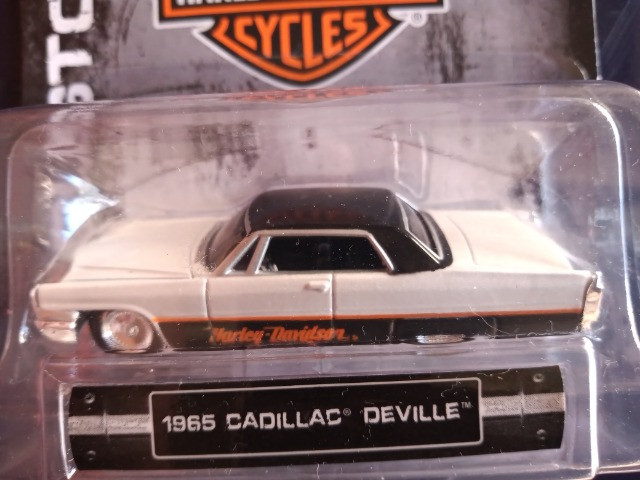 CYCLES
®
Harley-Davidson
1965 CADILLAC® DEVILLE™